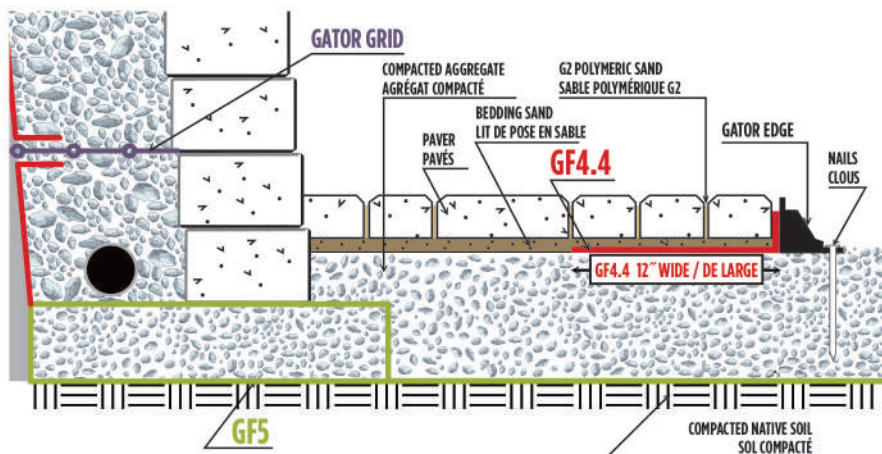 GATOR GRID
COMPACTED AGGREGATE
AGRÉGAT COMPACTÉ
G2 POLYMERIC SAND
SABLE POLYMÉRIQUE G2
BEDDING SAND
LIT DE POSE EN SABLE
PAVER
PAVÉS
GF4.4
GATOR EDGE
NAILS
CLOUS
GF4.4 12˝ WIDE / DE LARGE
GF5
COMPACTED NATIVE SOIL
SOL COMPACTÉ